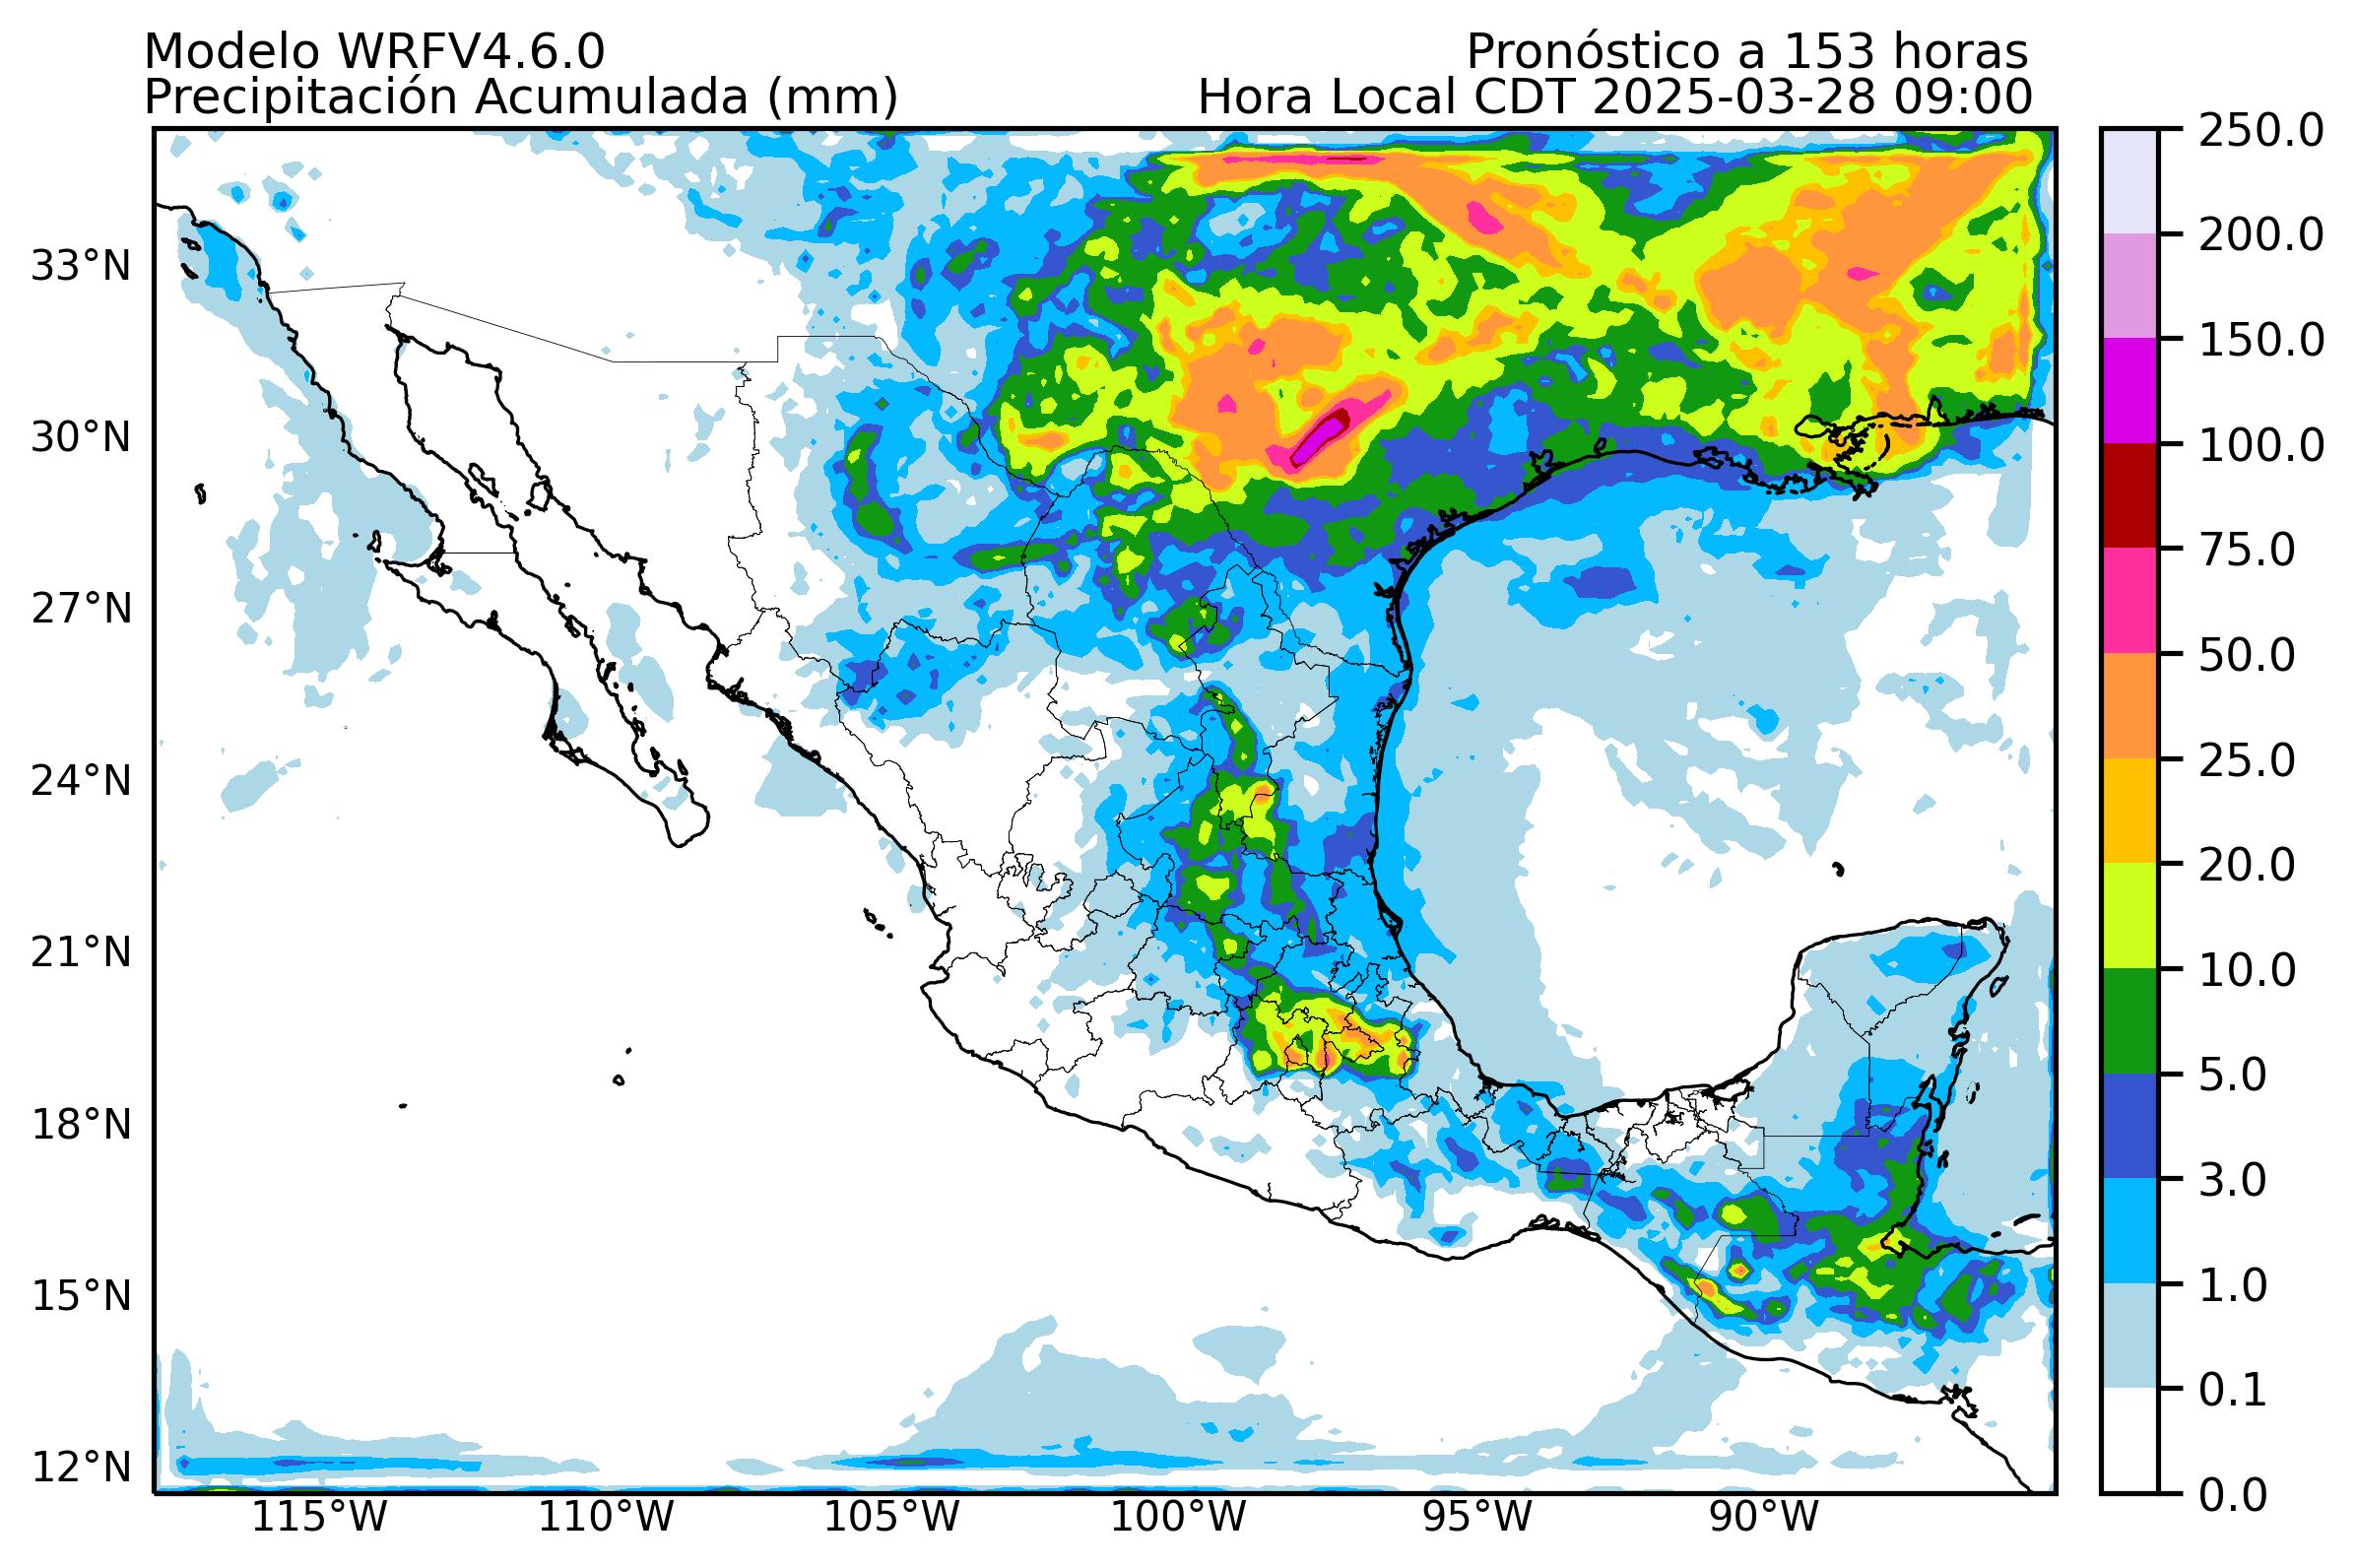 Modelo WRFV4.6.0
Pronóstico a 153 horas
Precipitación Acumulada (mm)
Hora Local CDT 2025-03-28 09:00
33°N
30°N
27°N
24°N
21°N
18°N
15°N
12°N
115°W
110°W
105°W
100°W
95°W
90°W
250.0
200.0
150.0
100.0
75.0
50.0
25.0
20.0
10.0
5.0
3.0
1.0
0.1
0.0